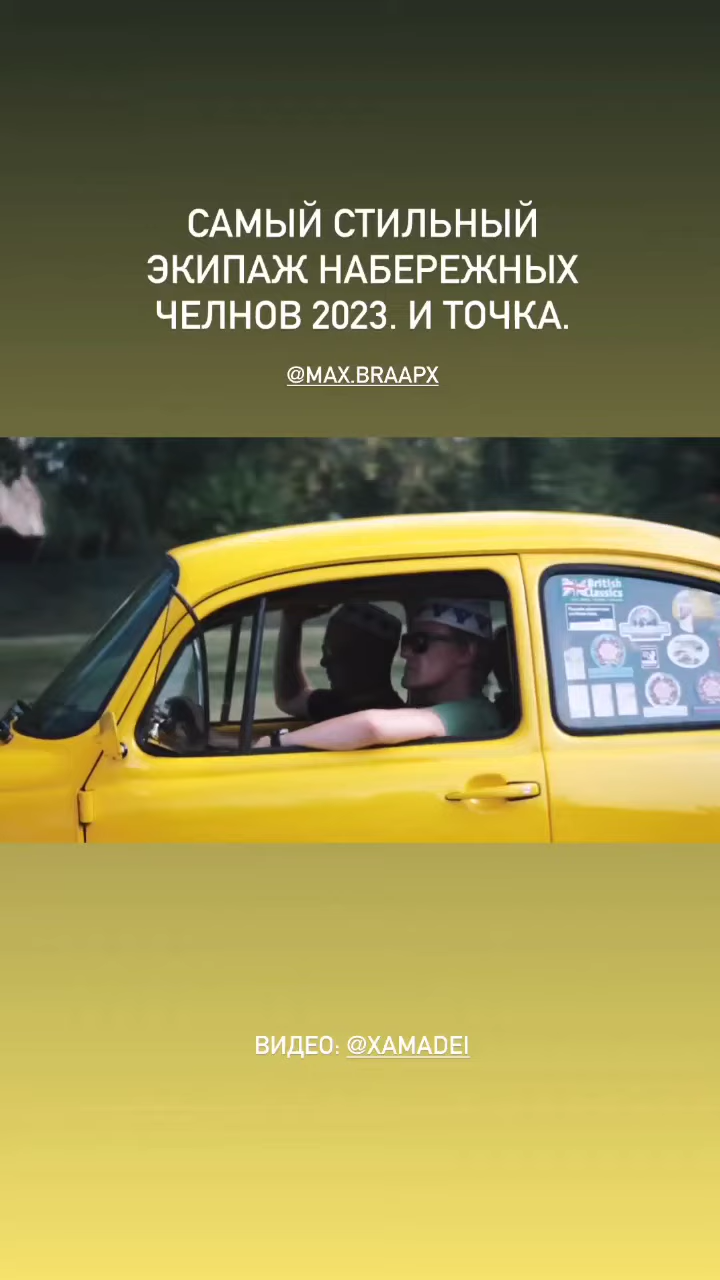 САМЫЙ СТИЛЬНЫЙ
ЭКИПАЖ НАБЕРЕЖНЫХ
ЧЕЛНОВ 2023. И ТОЧКА.
@MAX.BRAAPX
British
Classics
ВИДЕО: @XAMADEI